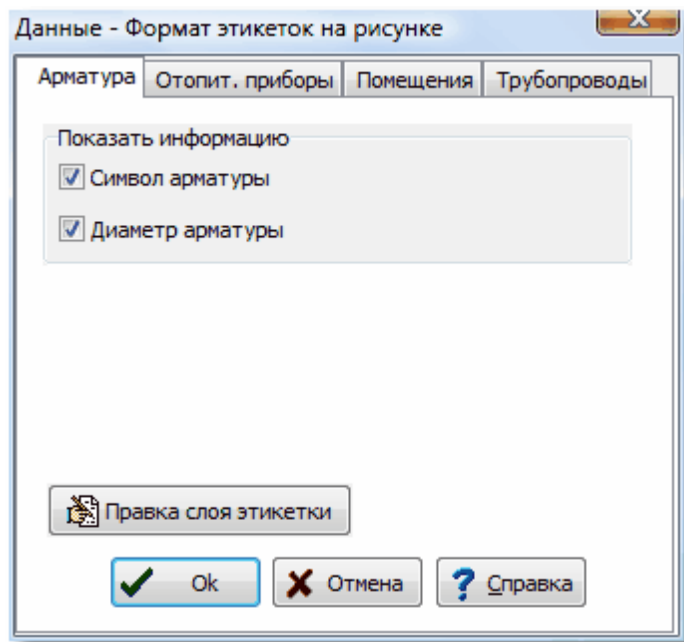 Данные - Формат этикеток на рисунке
Арматура Отопит. приборы Помещения Трубопроводы
Показать информацию
Символ арматуры
Диаметр арматуры
Правка слоя этикетки
Ok Отмена ? Справка